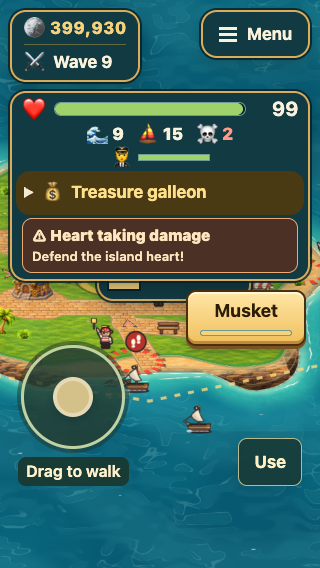 399,930
Menu
Wave 9
99
9 15 2
Treasure galleon
Heart taking damage
Defend the island heart!
Musket
Drag to walk
Use